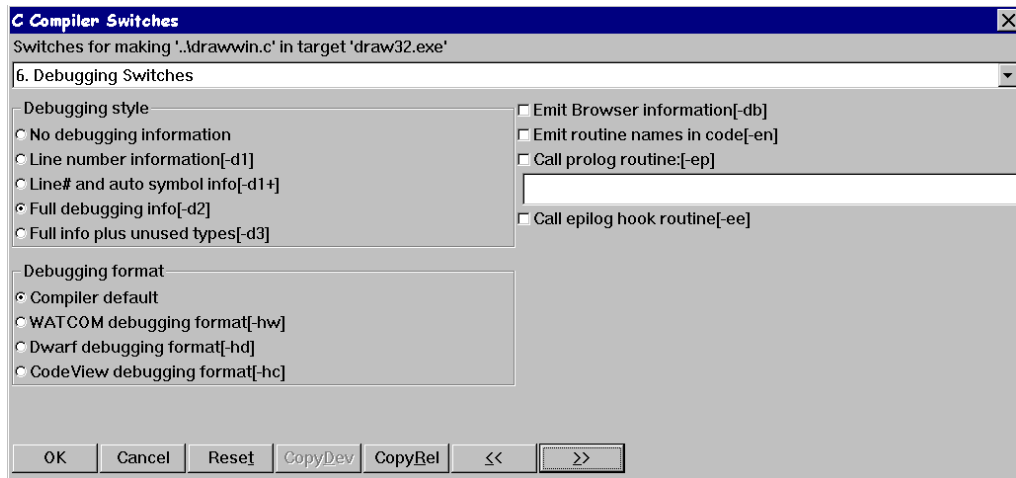 C Compiler Switches
Switches for making '..\drawwin.c' in target 'draw32.exe'
6. Debugging Switches
Debugging style
No debugging information
Line number information[-d1]
Line# and auto symbol info[-d1+]
Full debugging info[-d2]
Full info plus unused types[-d3]
Emit Browser information[-db]
Emit routine names in code[-en]
Call prolog routine:[-ep]
Call epilog hook routine[-ee]
Debugging format
Compiler default
WATCOM debugging format[-hw]
Dwarf debugging format[-hd]
CodeView debugging format[-hc]
OK Cancel Reset CopyDev CopyRel << >>